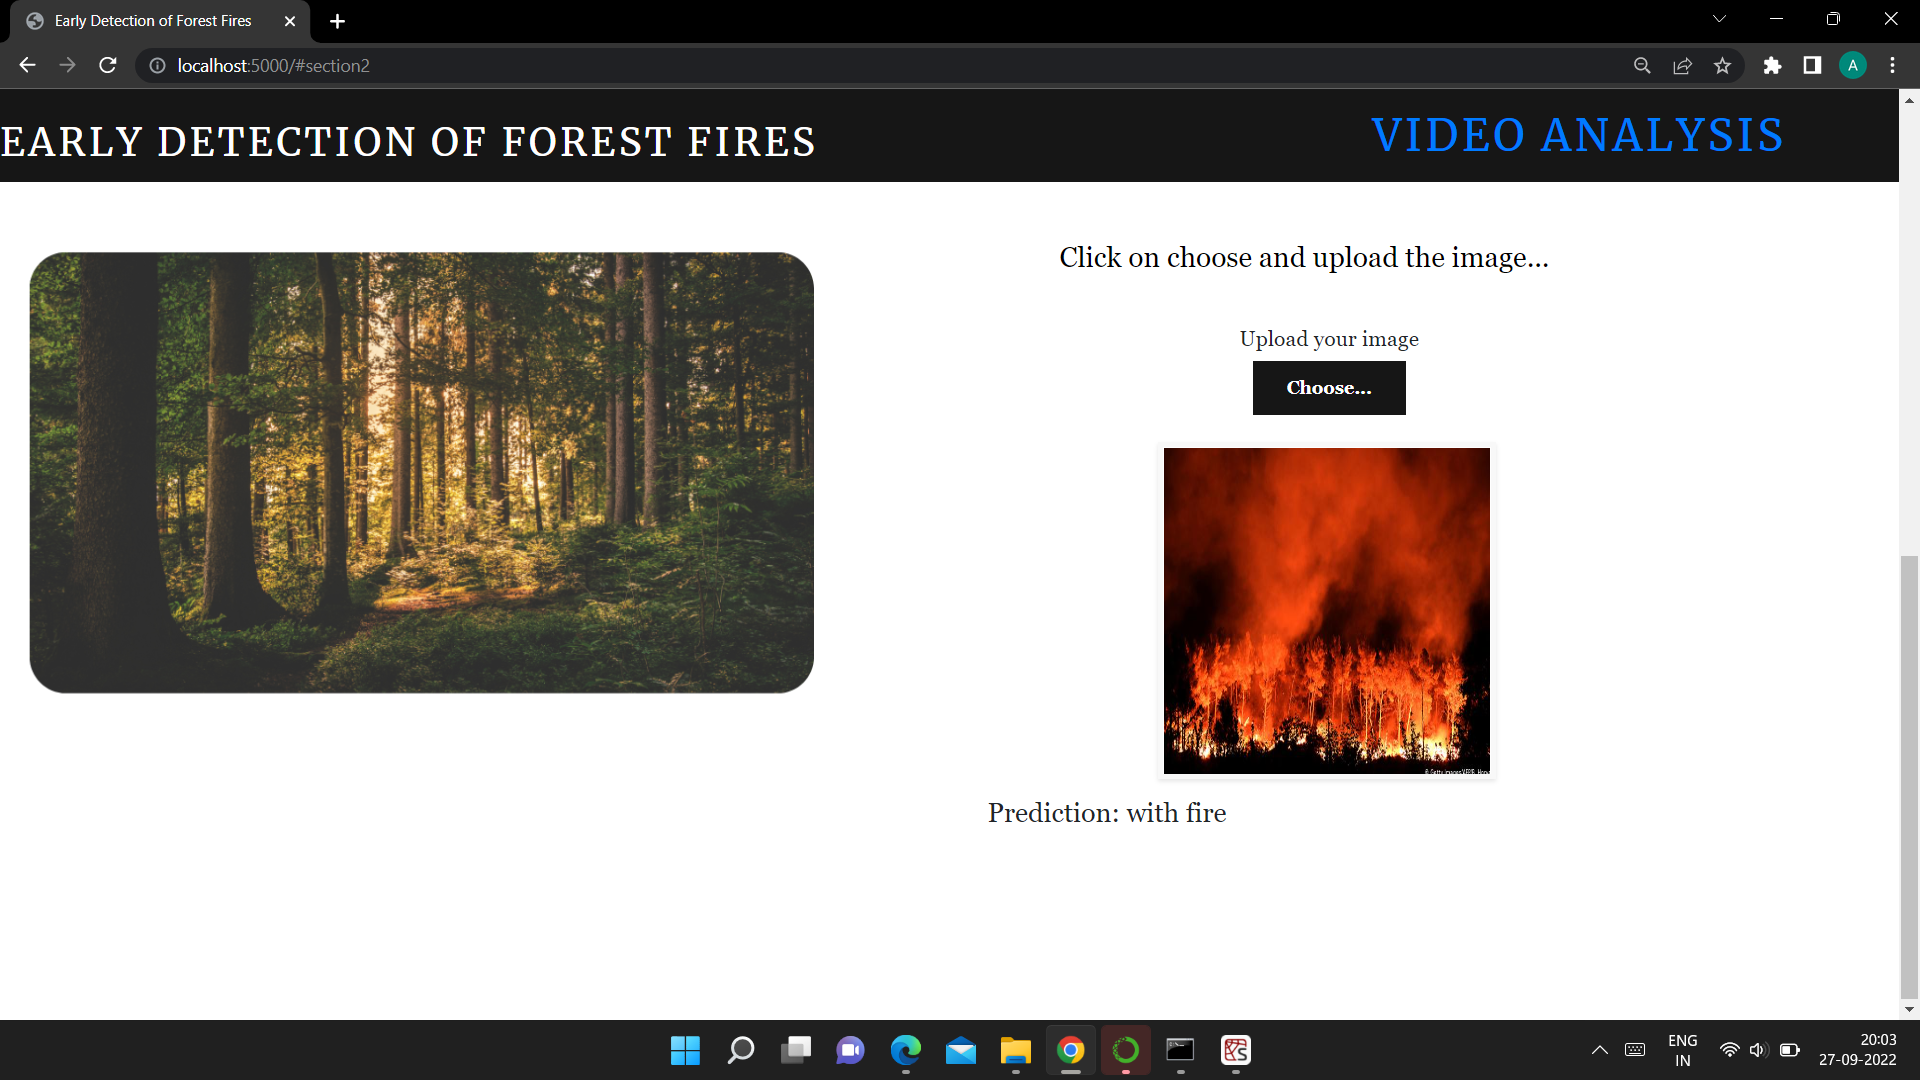 Early Detection of Forest Fires
localhost:5000/#section2
A
EARLY DETECTION OF FOREST FIRES
VIDEO ANALYSIS
Click on choose and upload the image...
Upload your image
Choose...
Prediction: with fire
ENG
IN
20:03
27-09-2022